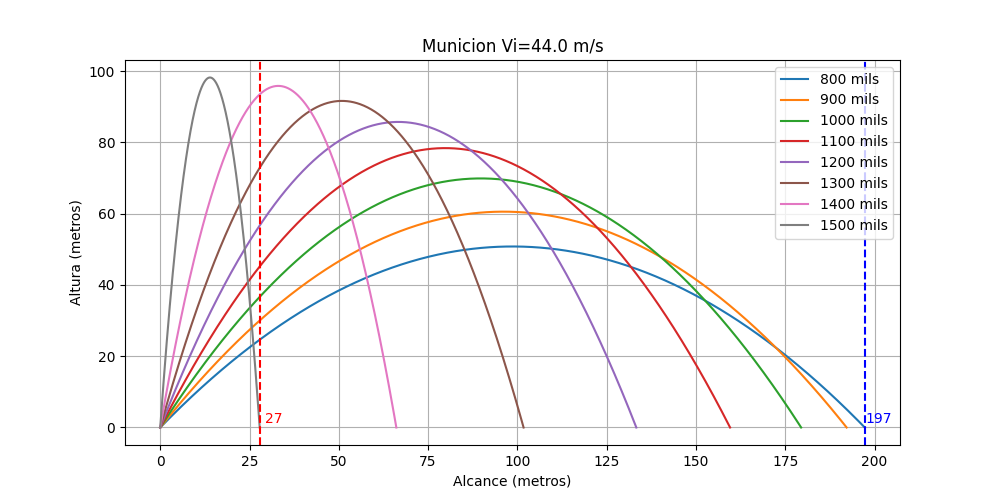 Municion Vi=44.0 m/s
800 mils
900 mils
1000 mils
1100 mils
1200 mils
1300 mils
1400 mils
1500 mils
Altura (metros)
100
80
60
40
20
0
27
197
0
25
50
75
100
125
150
175
200
Alcance (metros)